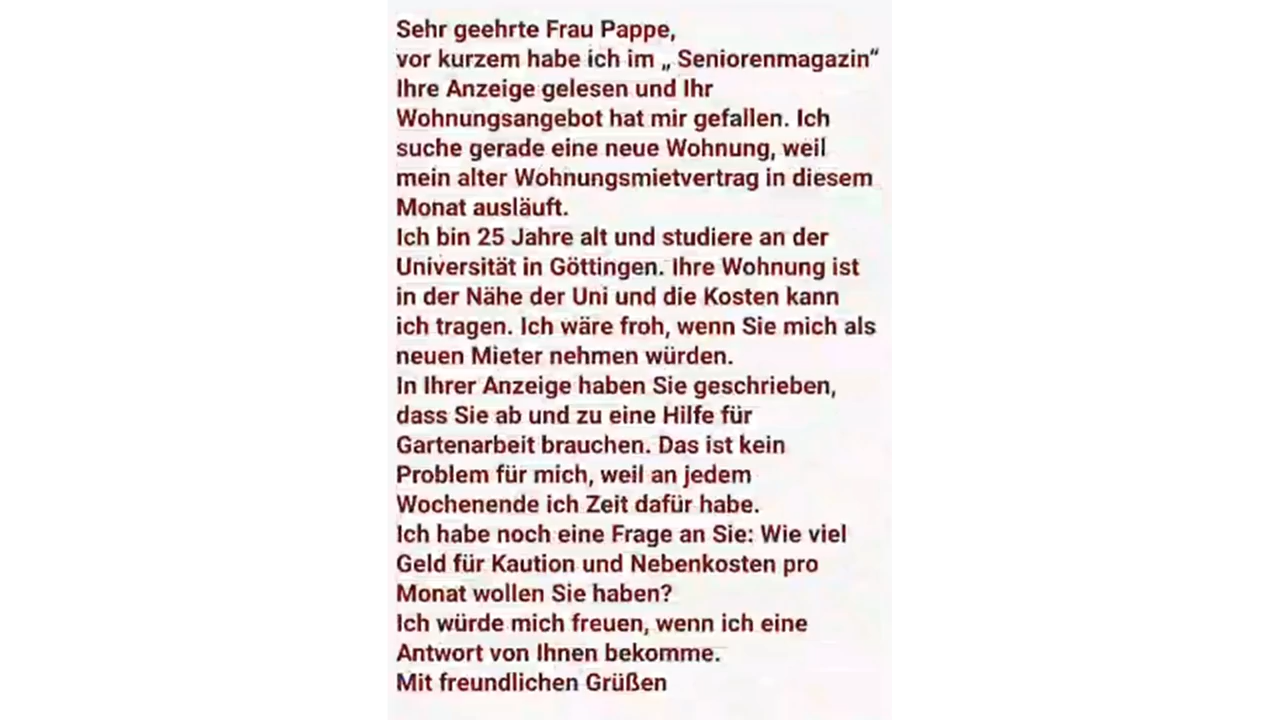 Sehr geehrte Frau Pappe,
vor kurzem habe ich im „ Seniorenmagazin“
Ihre Anzeige gelesen und Ihr
Wohnungsangebot hat mir gefallen. Ich
suche gerade eine neue Wohnung, weil
mein alter Wohnungsmietvertrag in diesem
Monat ausläuft.
Ich bin 25 Jahre alt und studiere an der
Universität in Göttingen. Ihre Wohnung ist
in der Nähe der Uni und die Kosten kann
ich tragen. Ich wäre froh, wenn Sie mich als
neuen Mieter nehmen würden.
In Ihrer Anzeige haben Sie geschrieben,
dass Sie ab und zu eine Hilfe für
Gartenarbeit brauchen. Das ist kein
Problem für mich, weil an jedem
Wochenende ich Zeit dafür habe.
Ich habe noch eine Frage an Sie: Wie viel
Geld für Kaution und Nebenkosten pro
Monat wollen Sie haben?
Ich würde mich freuen, wenn ich eine
Antwort von Ihnen bekomme.
Mit freundlichen Grüßen